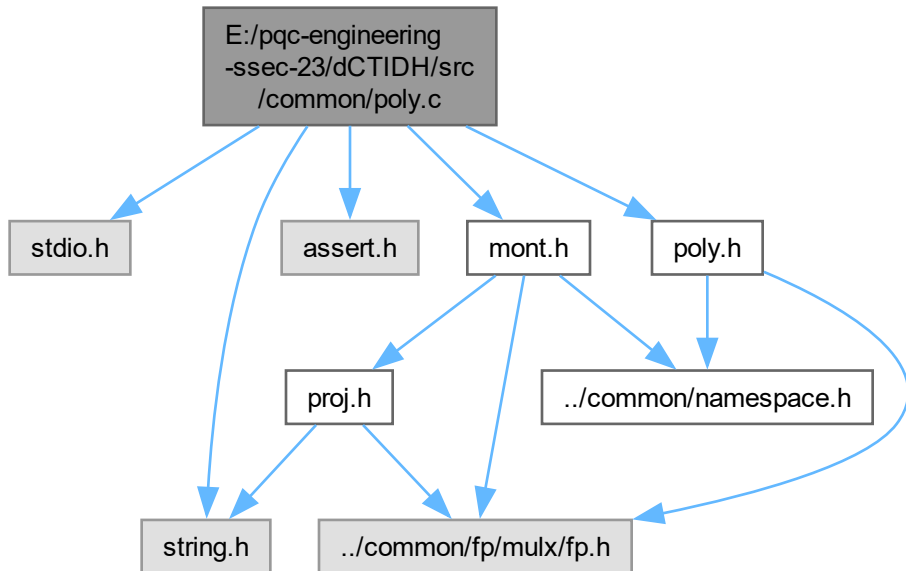 E:/pqc-engineering
-ssec-23/dCTIDH/src
/common/poly.c
stdio.h
assert.h
mont.h
poly.h
proj.h
../common/namespace.h
string.h
../common/fp/mulx/fp.h